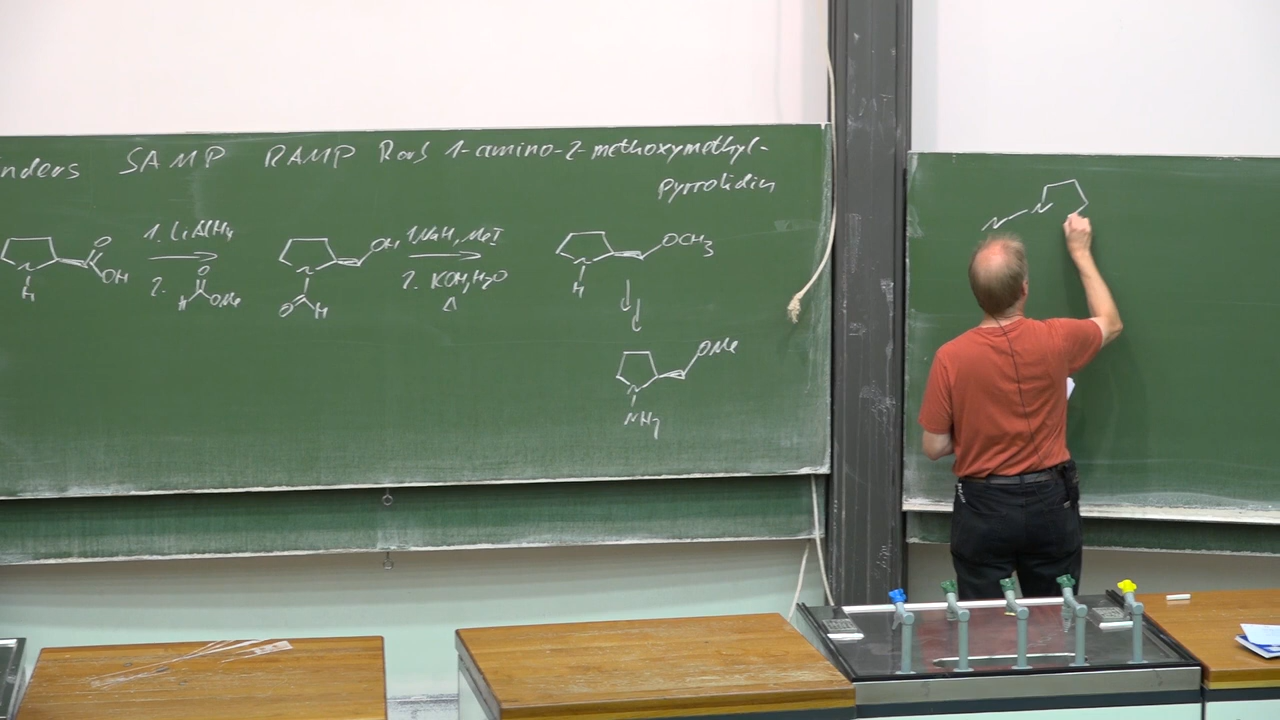 nders SAMP RAMP R or S 1-amino-2-methoxymethyl-
pyrrolidin
1. LiAlH4
2.
O
H OMe
N
H
O
OH
N
OH
O H
1. NaH, MeI
2. KOH, H2O
Δ
N
H
OCH3
N
NH2
OMe
N N